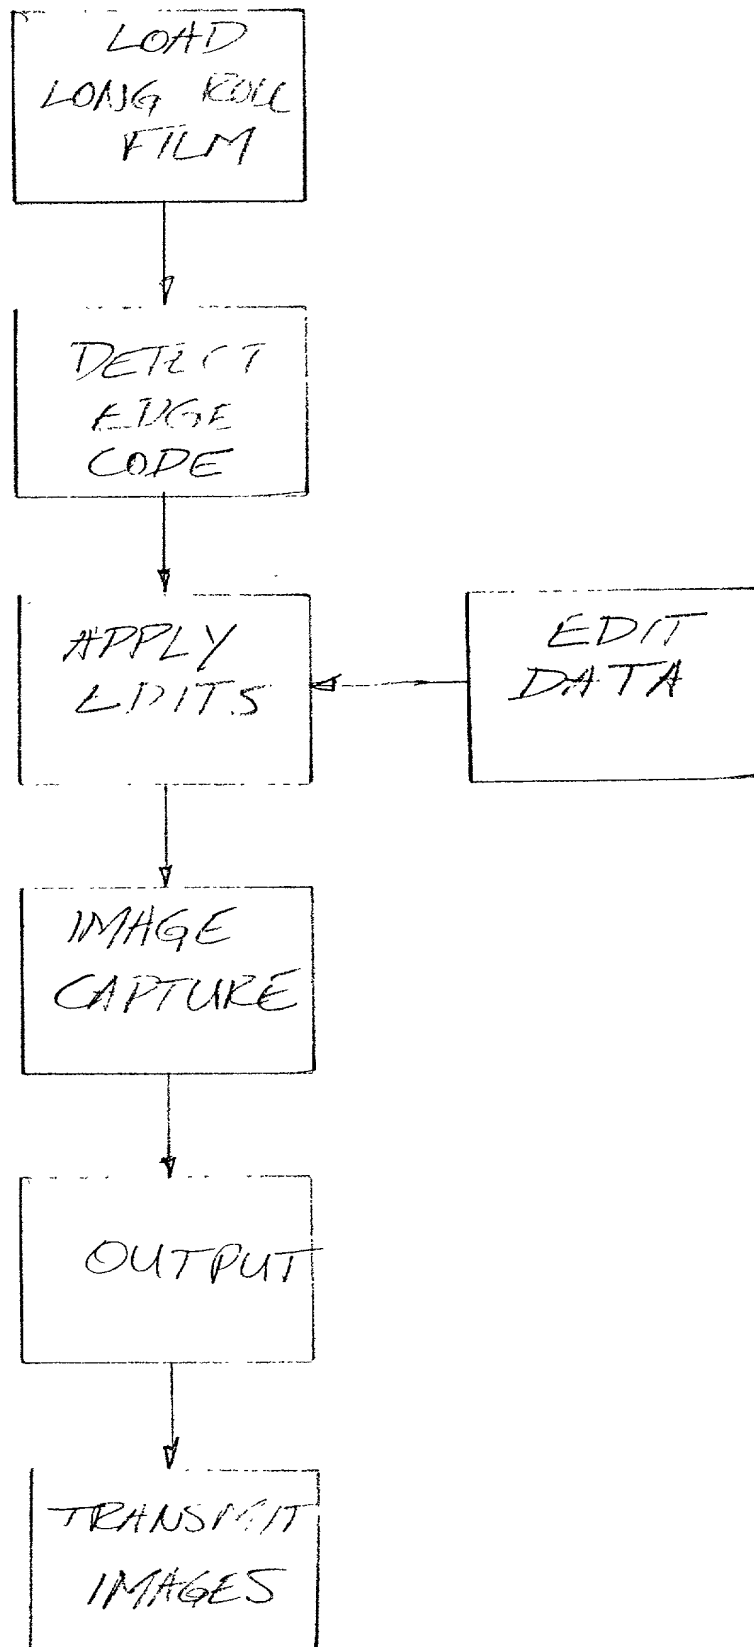 LOAD
LONG ROLL
FILM
DETECT
EDGE
CODE
APPLY
EDITS
EDIT
DATA
IMAGE
CAPTURE
OUTPUT
TRANSMIT
IMAGES